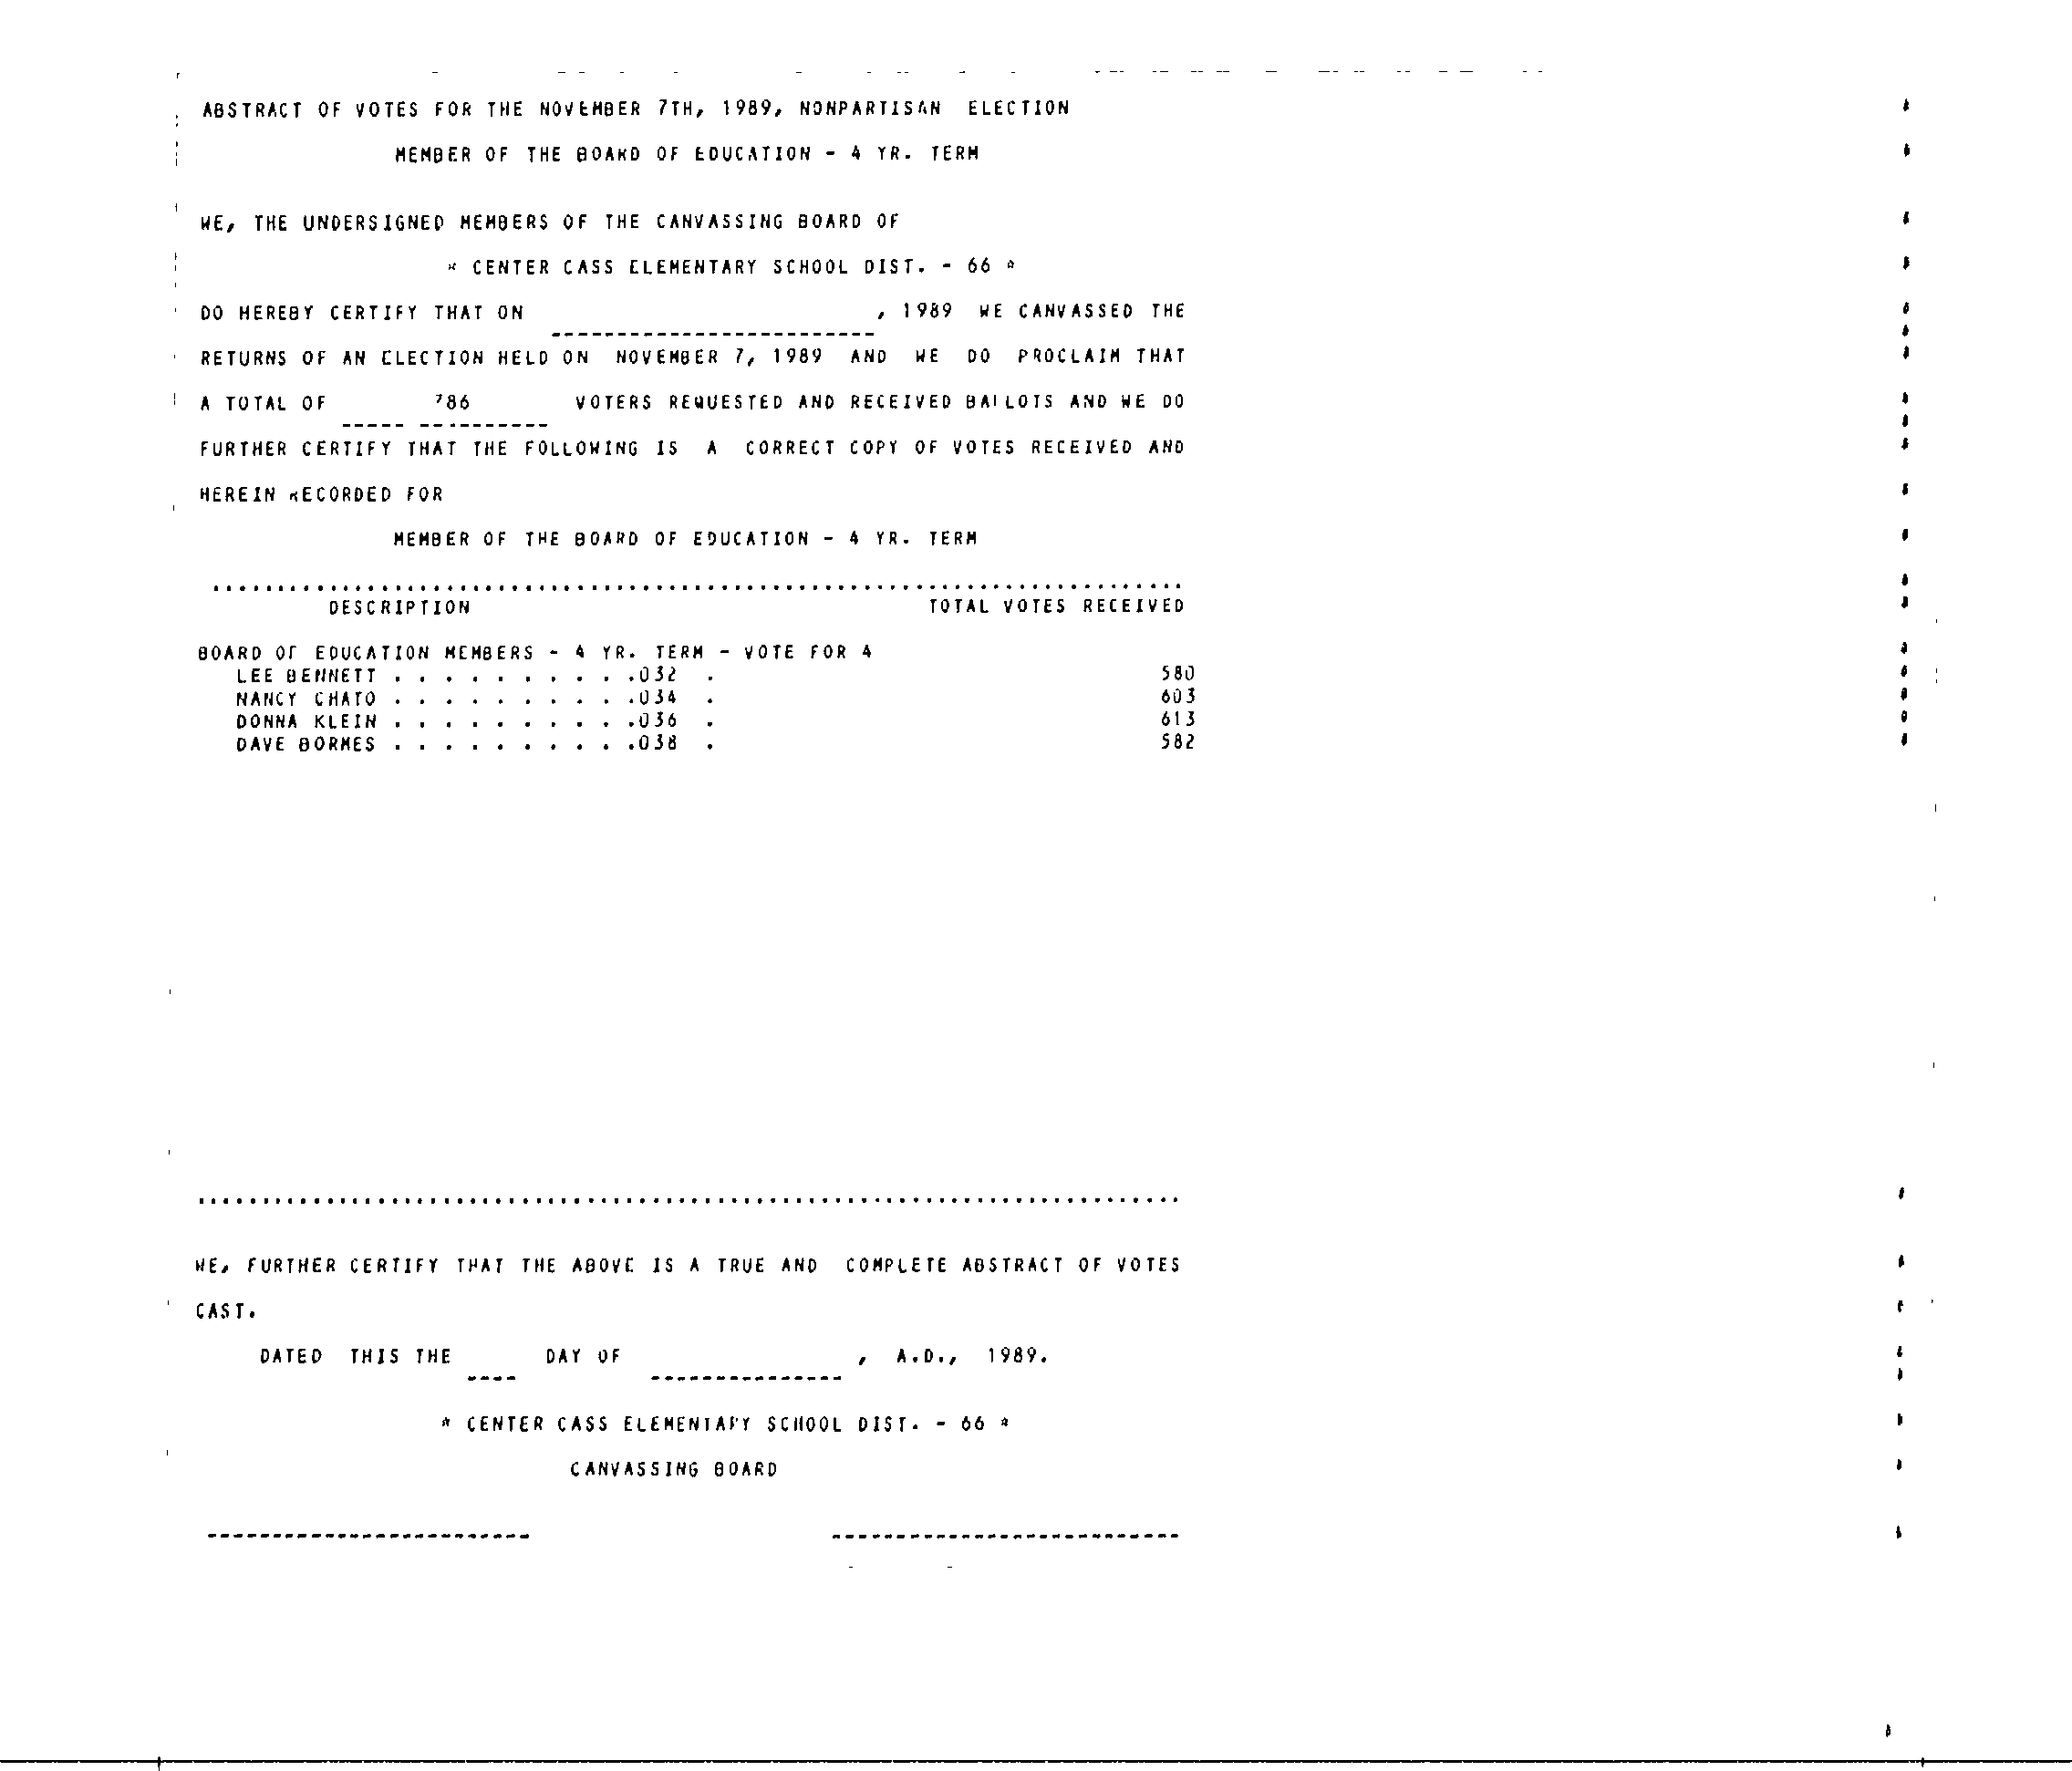 ABSTRACT OF VOTES FOR THE NOVEMBER 7TH, 1989, NONPARTISAN ELECTION
MEMBER OF THE BOARD OF EDUCATION - 4 YR. TERM
WE, THE UNDERSIGNED MEMBERS OF THE CANVASSING BOARD OF
* CENTER CASS ELEMENTARY SCHOOL DIST. - 66 *
DO HEREBY CERTIFY THAT ON , 1989 WE CANVASSED THE
RETURNS OF AN ELECTION HELD ON NOVEMBER 7, 1989 AND WE DO PROCLAIM THAT
A TOTAL OF 786 VOTERS REQUESTED AND RECEIVED BALLOTS AND WE DO
FURTHER CERTIFY THAT THE FOLLOWING IS A CORRECT COPY OF VOTES RECEIVED AND
HEREIN RECORDED FOR
MEMBER OF THE BOARD OF EDUCATION - 4 YR. TERM
DESCRIPTION TOTAL VOTES RECEIVED
BOARD OF EDUCATION MEMBERS - 4 YR. TERM - VOTE FOR 4
LEE BENNETT . . . . . . . . . .032 . 580
NANCY CHATO . . . . . . . . . .034 . 603
DONNA KLEIN . . . . . . . . . .036 . 613
DAVE BORMES . . . . . . . . . .038 . 582
WE, FURTHER CERTIFY THAT THE ABOVE IS A TRUE AND COMPLETE ABSTRACT OF VOTES
CAST.
DATED THIS THE DAY OF , A.D., 1989.
* CENTER CASS ELEMENTARY SCHOOL DIST. - 66 *
CANVASSING BOARD